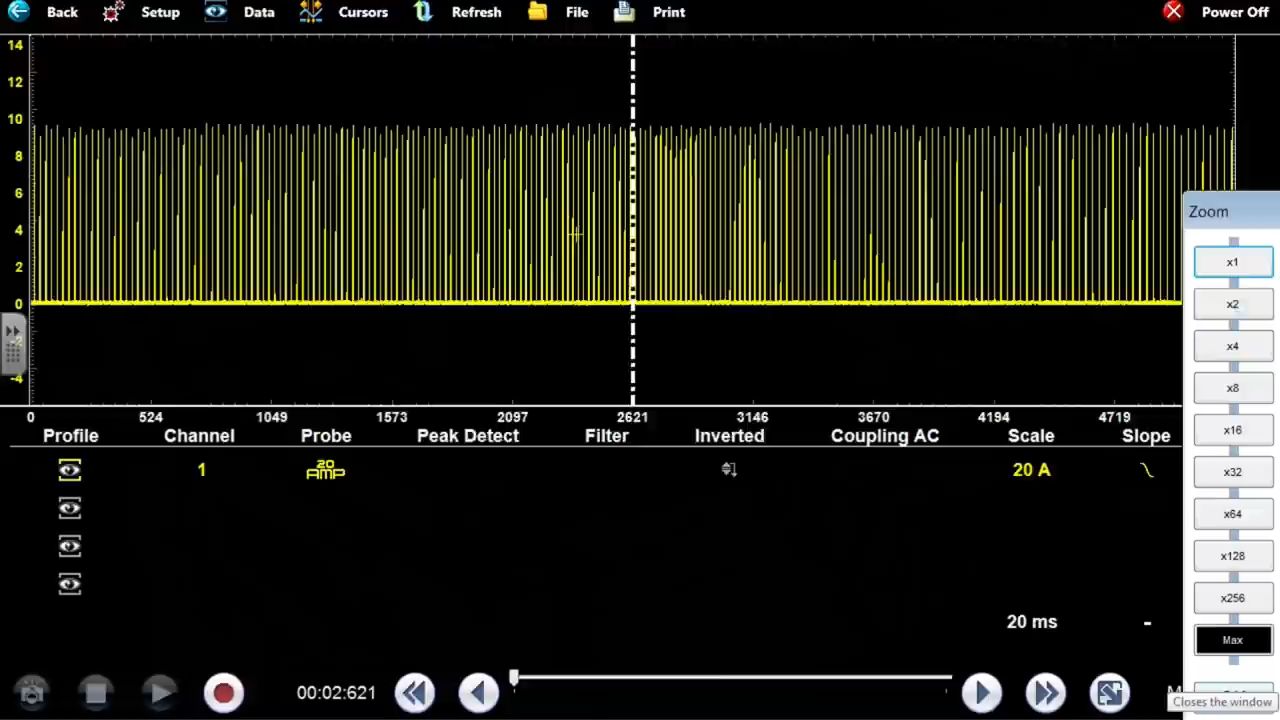 Back Setup Data Cursors Refresh File Print Power Off
14
12
10
8
6
4
2
0
-2
-4
0 524 1049 1573 2097 2621 3146 3670 4194 4719
Zoom
x1
x2
x4
x8
x16
x32
x64
x128
x256
Max
Closes the window
Profile Channel Probe Peak Detect Filter Inverted Coupling AC Scale Slope
1 20 AMP 20 A
20 ms -
00:02:621